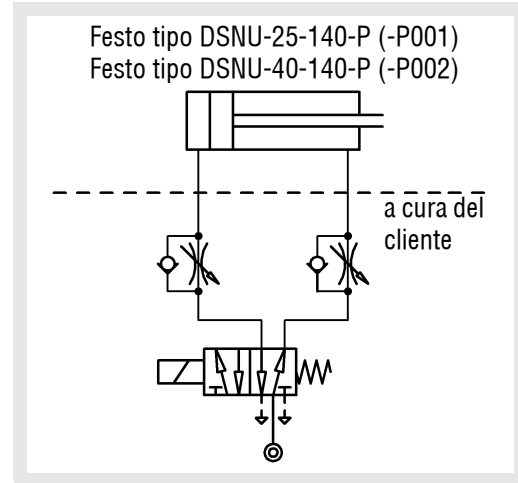 Festo tipo DSNU-25-140-P (-P001)
Festo tipo DSNU-40-140-P (-P002)
a cura del
cliente